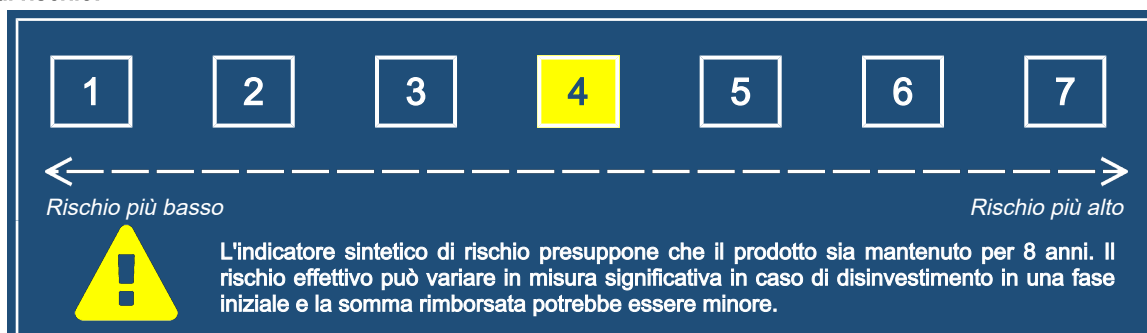 1 2 3 4 5 6 7
Rischio più basso Rischio più alto
L'indicatore sintetico di rischio presuppone che il prodotto sia mantenuto per 8 anni. Il
rischio effettivo può variare in misura significativa in caso di disinvestimento in una fase
iniziale e la somma rimborsata potrebbe essere minore.